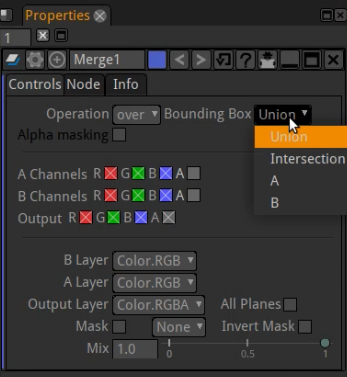 Properties
1
Merge1
Controls Node Info
Operation over Bounding Box Union
Union
Alpha masking
Intersection
A Channels R G B A
A
B Channels R G B A
B
Output R G B A
B Layer Color.RGB
A Layer Color.RGB
Output Layer Color.RGBA All Planes
Mask None Invert Mask
Mix 1.0 0 0.5 1